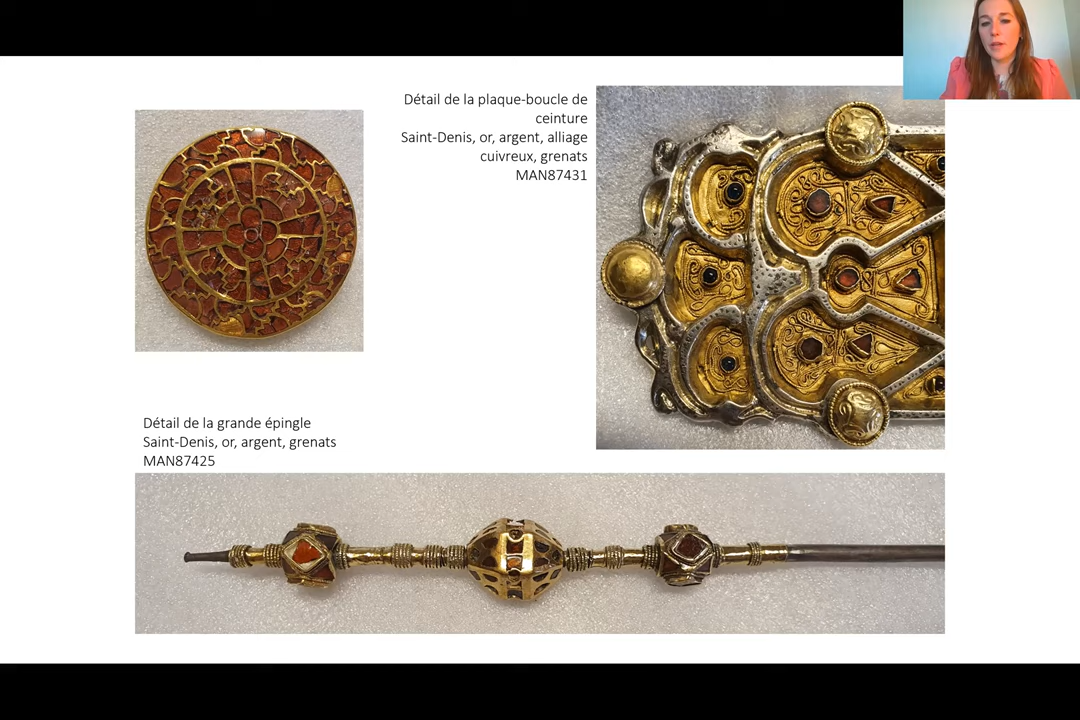 Détail de la plaque-boucle de
ceinture
Saint-Denis, or, argent, alliage
cuivreux, grenats
MAN87431
Détail de la grande épingle
Saint-Denis, or, argent, grenats
MAN87425